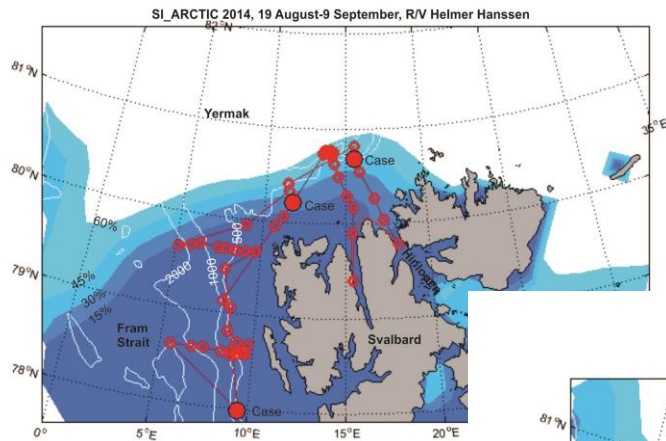 SI_ARCTIC 2014, 19 August-9 September, R/V Helmer Hanssen
82°N
81°N
Yermak
35°E
80°N
Case
60%
Case
500
79°N
1000
2000
Hinlopen
45%
30%
15%
Fram
Strait
Svalbard
78°N
Case
0°
5°E
10°E
15°E
81°N